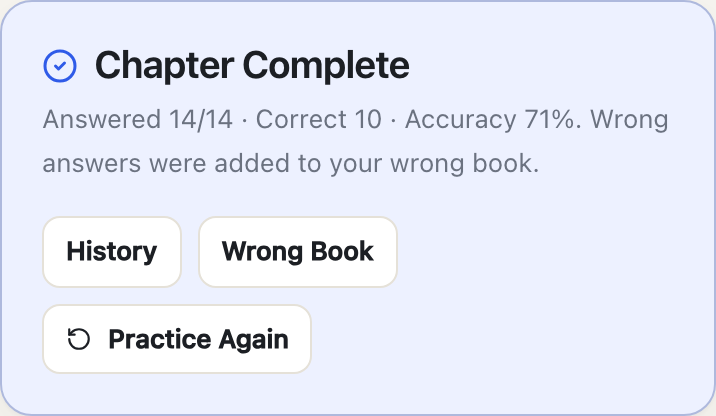 Chapter Complete
Answered 14/14 · Correct 10 · Accuracy 71%. Wrong
answers were added to your wrong book.
History
Wrong Book
Practice Again